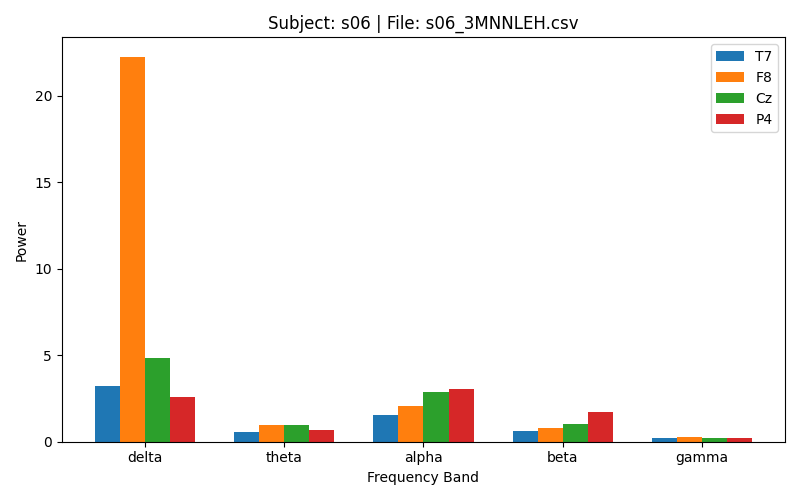 Subject: s06 | File: s06_3MNNLEH.csv
T7
F8
Cz
P4
20
15
10
5
0
Power
delta theta alpha beta gamma
Frequency Band